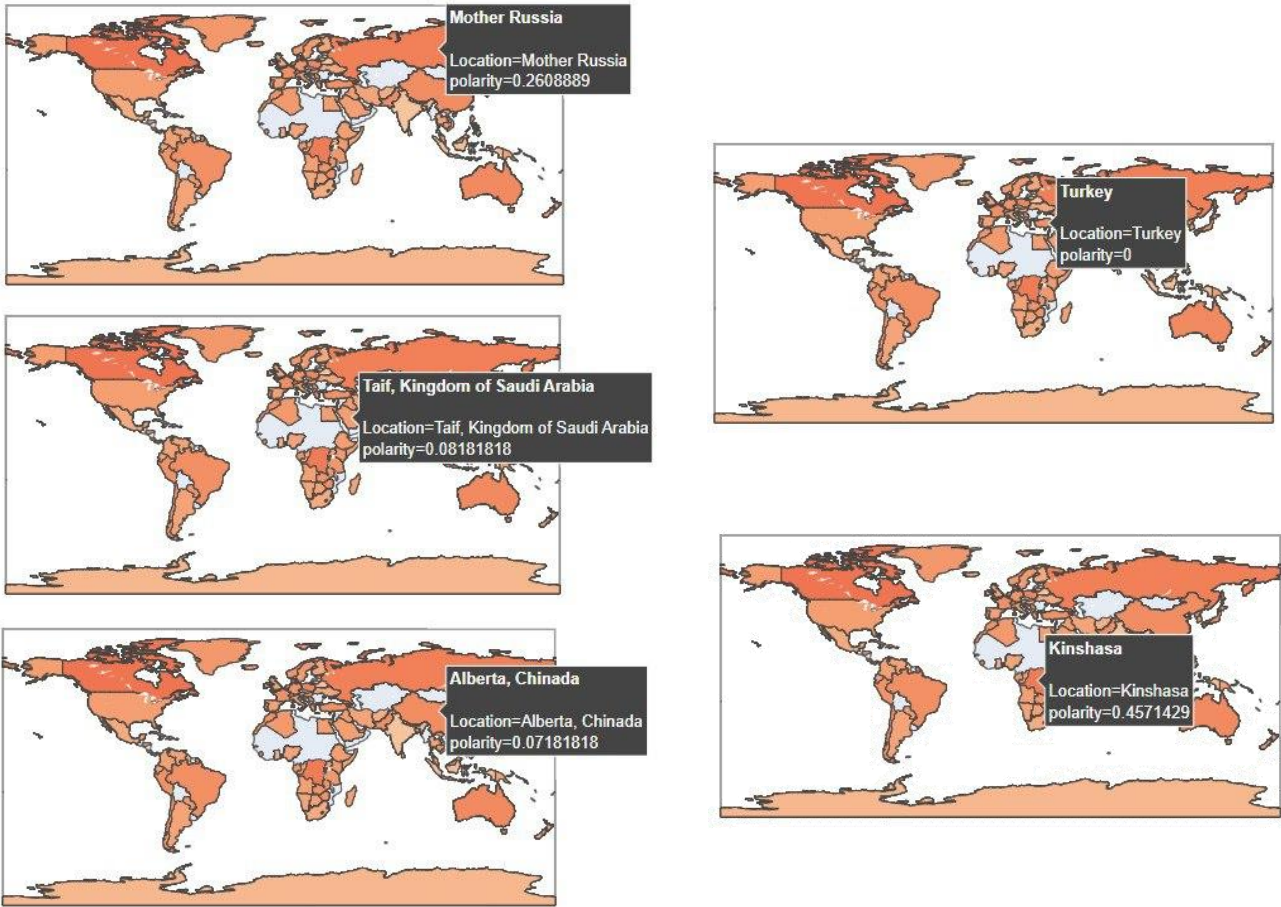 Mother Russia
Location=Mother Russia
polarity=0.2608889
Taif, Kingdom of Saudi Arabia
Location=Taif, Kingdom of Saudi Arabia
polarity=0.08181818
Alberta, Chinada
Location=Alberta, Chinada
polarity=0.07181818
Turkey
Location=Turkey
polarity=0
Kinshasa
Location=Kinshasa
polarity=0.4571429